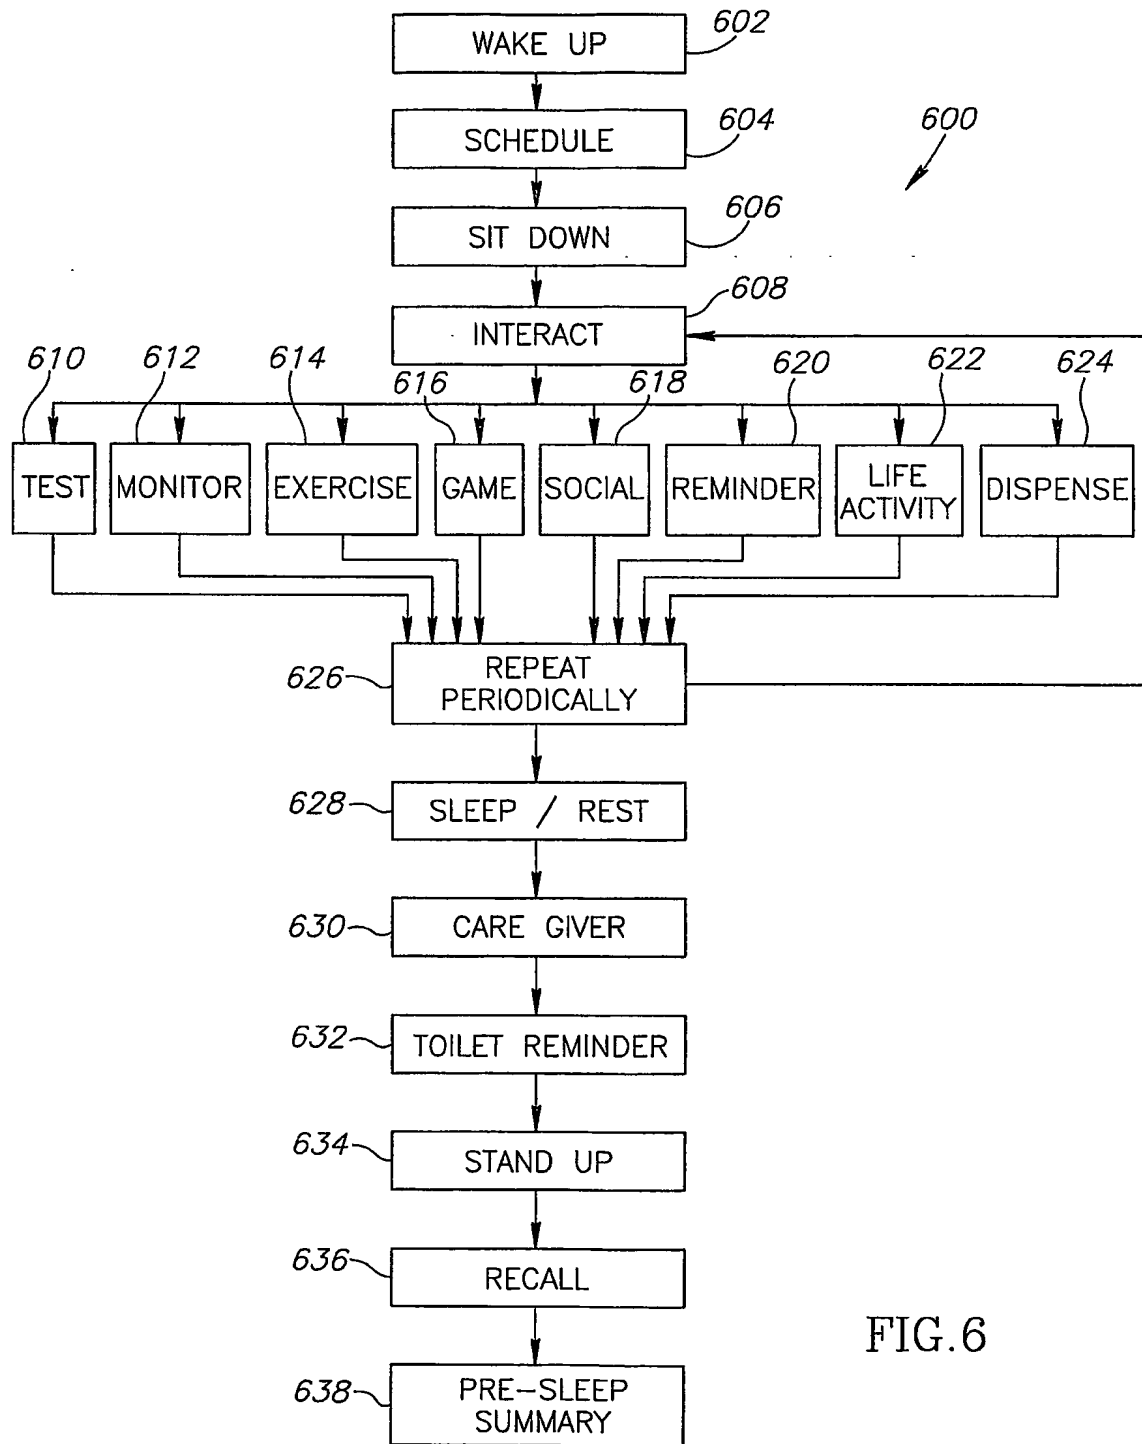 WAKE UP
602
SCHEDULE
604
600
SIT DOWN
606
INTERACT
608
610
612
614
616
618
620
622
624
TEST
MONITOR
EXERCISE
GAME
SOCIAL
REMINDER
LIFE
ACTIVITY
DISPENSE
626
REPEAT
PERIODICALLY
628
SLEEP / REST
630
CARE GIVER
632
TOILET REMINDER
634
STAND UP
636
RECALL
638
PRE-SLEEP
SUMMARY
FIG.6